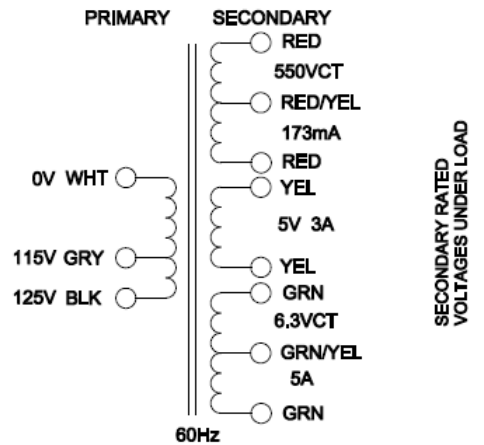 PRIMARY SECONDARY
RED
550VCT
RED/YEL
173mA
RED
0V WHT
115V GRY
125V BLK
YEL
5V 3A
YEL
GRN
6.3VCT
GRN/YEL
5A
GRN
60Hz
SECONDARY RATED
VOLTAGES UNDER LOAD